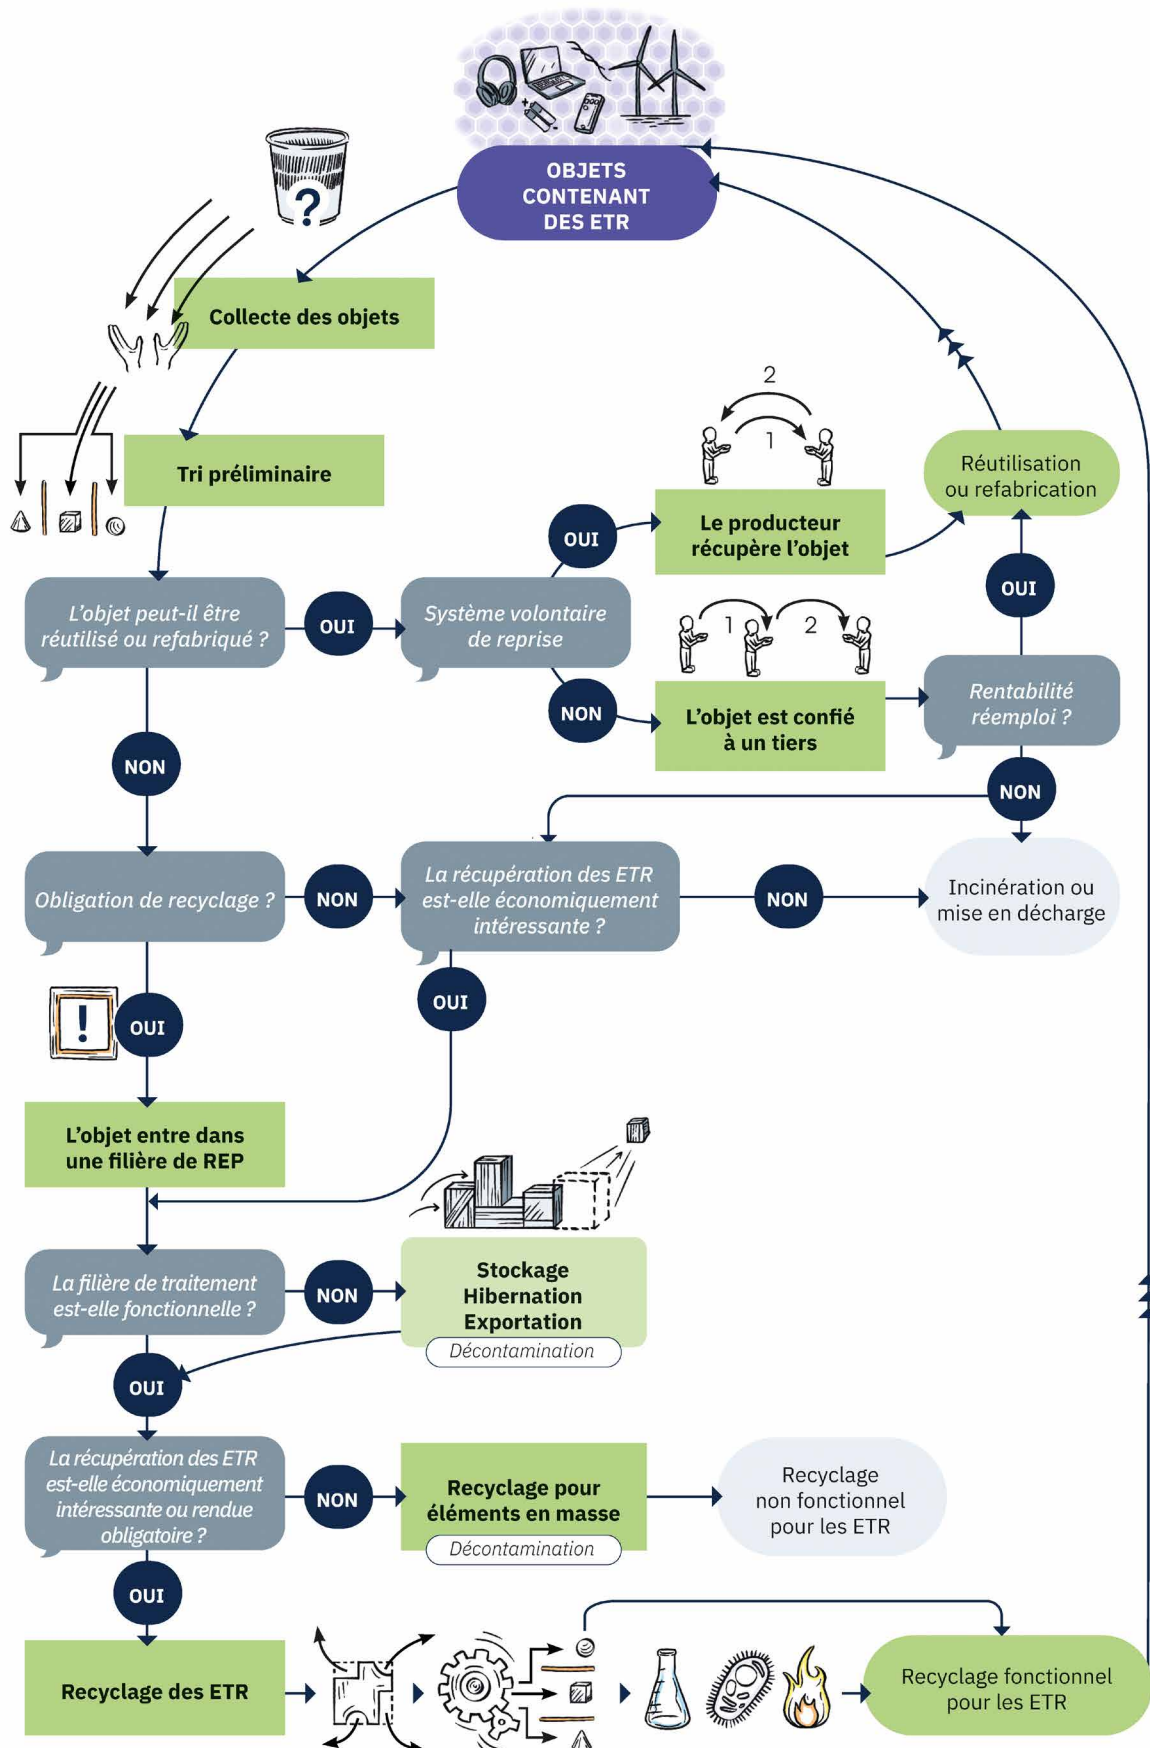 OBJETS
CONTENANT
DES ETR
?
Collecte des objets
Tri préliminaire
2
1
Le producteur
récupère l'objet
Réutilisation
ou refabrication
OUI
L'objet peut-il être
réutilisé ou refabriqué ?
OUI
Système volontaire
de reprise
NON
1
2
L'objet est confié
à un tiers
OUI
Rentabilité
réemploi ?
NON
NON
Obligation de recyclage ?
NON
La récupération des ETR
est-elle économiquement
intéressante ?
NON
Incinération ou
mise en décharge
!
OUI
OUI
L'objet entre dans
une filière de REP
La filière de traitement
est-elle fonctionnelle ?
NON
Stockage
Hibernation
Exportation
Décontamination
OUI
La récupération des ETR
est-elle économiquement
intéressante ou rendue
obligatoire ?
NON
Recyclage pour
éléments en masse
Décontamination
Recyclage
non fonctionnel
pour les ETR
OUI
Recyclage des ETR
Recyclage fonctionnel
pour les ETR